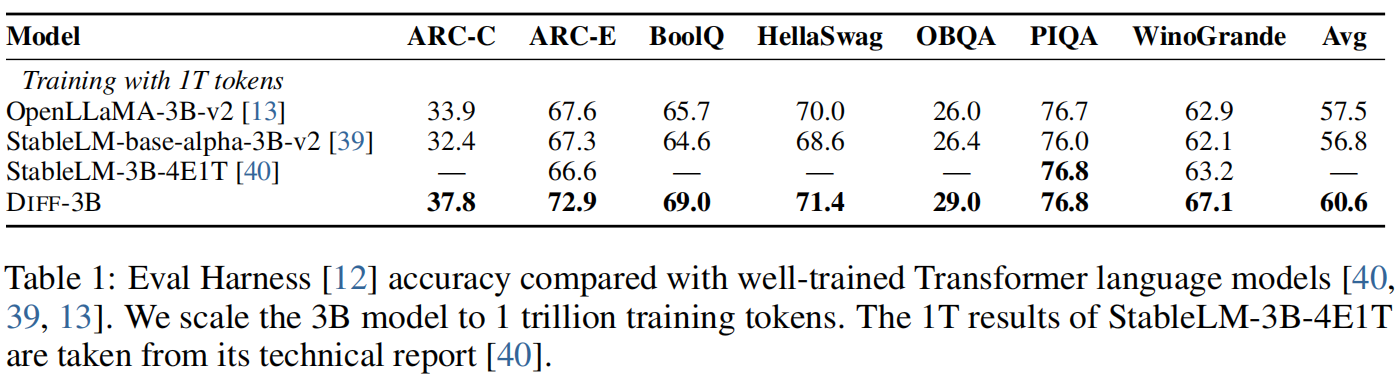 Model ARC-C ARC-E BoolQ HellaSwag OBQA PIQA WinoGrande Avg
Training with 1T tokens
OpenLLaMA-3B-v2 [13] 33.9 67.6 65.7 70.0 26.0 76.7 62.9 57.5
StableLM-base-alpha-3B-v2 [39] 32.4 67.3 64.6 68.6 26.4 76.0 62.1 56.8
StableLM-3B-4E1T [40] — 66.6 — — — 76.8 63.2 —
DIFF-3B 37.8 72.9 69.0 71.4 29.0 76.8 67.1 60.6
Table 1: Eval Harness [12] accuracy compared with well-trained Transformer language models [40,
39, 13]. We scale the 3B model to 1 trillion training tokens. The 1T results of StableLM-3B-4E1T
are taken from its technical report [40].